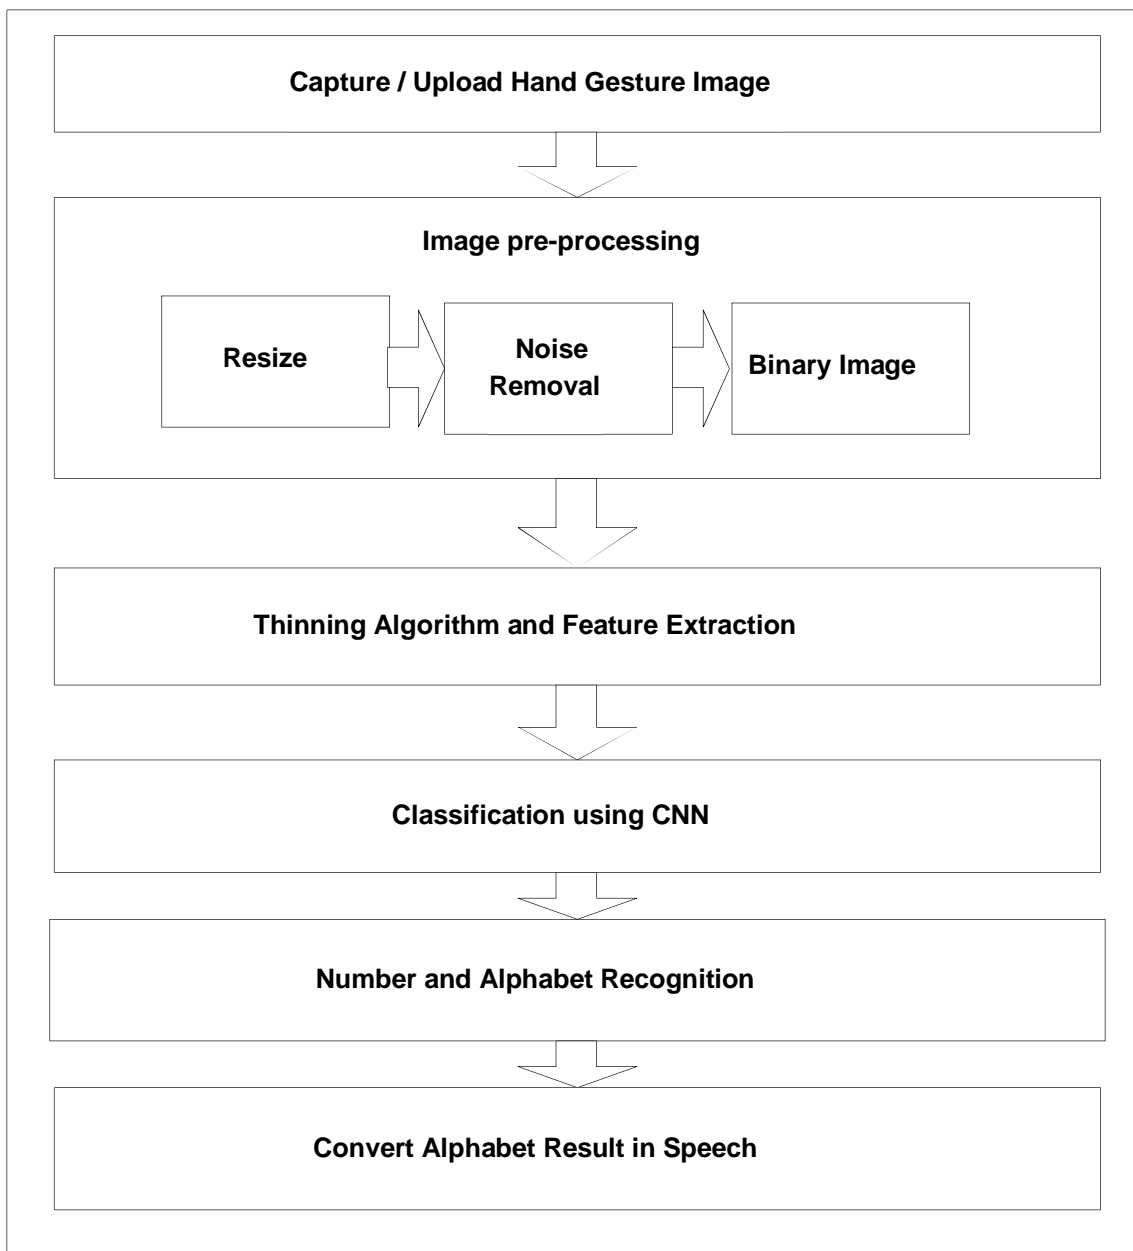 Capture / Upload Hand Gesture Image
Image pre-processing
Resize
Noise
Removal
Binary Image
Thinning Algorithm and Feature Extraction
Classification using CNN
Number and Alphabet Recognition
Convert Alphabet Result in Speech